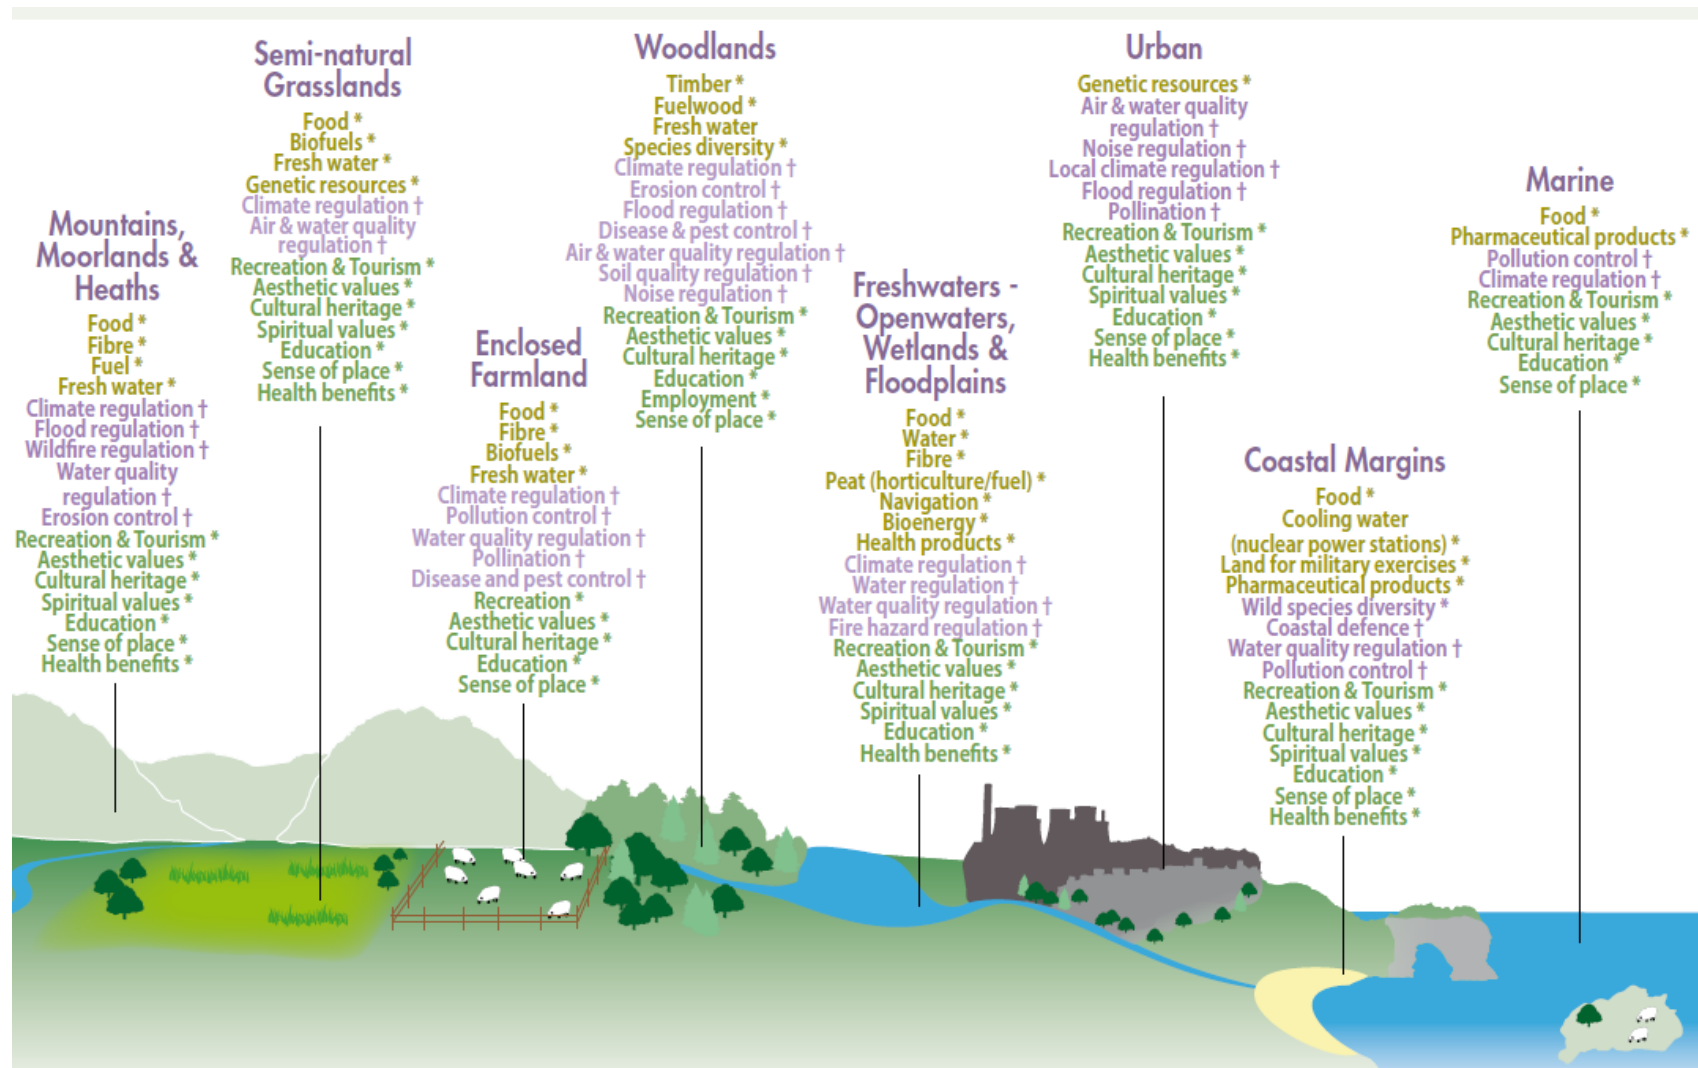 Mountains,
Moorlands &
Heaths
Food *
Fibre *
Fuel *
Fresh water *
Climate regulation †
Flood regulation †
Wildfire regulation †
Water quality
regulation †
Erosion control †
Recreation & Tourism *
Aesthetic values *
Cultural heritage *
Spiritual values *
Education *
Sense of place *
Health benefits *
Semi-natural
Grasslands
Food *
Biofuels *
Fresh water *
Genetic resources *
Climate regulation †
Air & water quality
regulation †
Recreation & Tourism *
Aesthetic values *
Cultural heritage *
Spiritual values *
Education *
Sense of place *
Health benefits *
Enclosed
Farmland
Food *
Fibre *
Biofuels *
Fresh water *
Climate regulation †
Pollution control †
Water quality regulation †
Pollination †
Disease and pest control †
Recreation *
Aesthetic values *
Cultural heritage *
Education *
Sense of place *
Woodlands
Timber *
Fuelwood *
Fresh water
Species diversity *
Climate regulation †
Erosion control †
Flood regulation †
Disease & pest control †
Air & water quality regulation †
Soil quality regulation †
Noise regulation †
Recreation & Tourism *
Aesthetic values *
Cultural heritage *
Education *
Employment *
Sense of place *
Freshwaters -
Openwaters,
Wetlands &
Floodplains
Food *
Water *
Fibre *
Peat (horticulture/fuel) *
Navigation *
Bioenergy *
Health products *
Climate regulation †
Water regulation †
Water quality regulation †
Fire hazard regulation †
Recreation & Tourism *
Aesthetic values *
Cultural heritage *
Spiritual values *
Education *
Health benefits *
Urban
Genetic resources *
Air & water quality
regulation †
Noise regulation †
Local climate regulation †
Flood regulation †
Pollination †
Recreation & Tourism *
Aesthetic values *
Cultural heritage *
Spiritual values *
Education *
Sense of place *
Health benefits *
Coastal Margins
Food *
Cooling water
(nuclear power stations) *
Land for military exercises *
Pharmaceutical products *
Wild species diversity *
Coastal defence †
Water quality regulation †
Pollution control †
Recreation & Tourism *
Aesthetic values *
Cultural heritage *
Spiritual values *
Education *
Sense of place *
Health benefits *
Marine
Food *
Pharmaceutical products *
Pollution control †
Climate regulation †
Recreation & Tourism *
Aesthetic values *
Cultural heritage *
Education *
Sense of place *